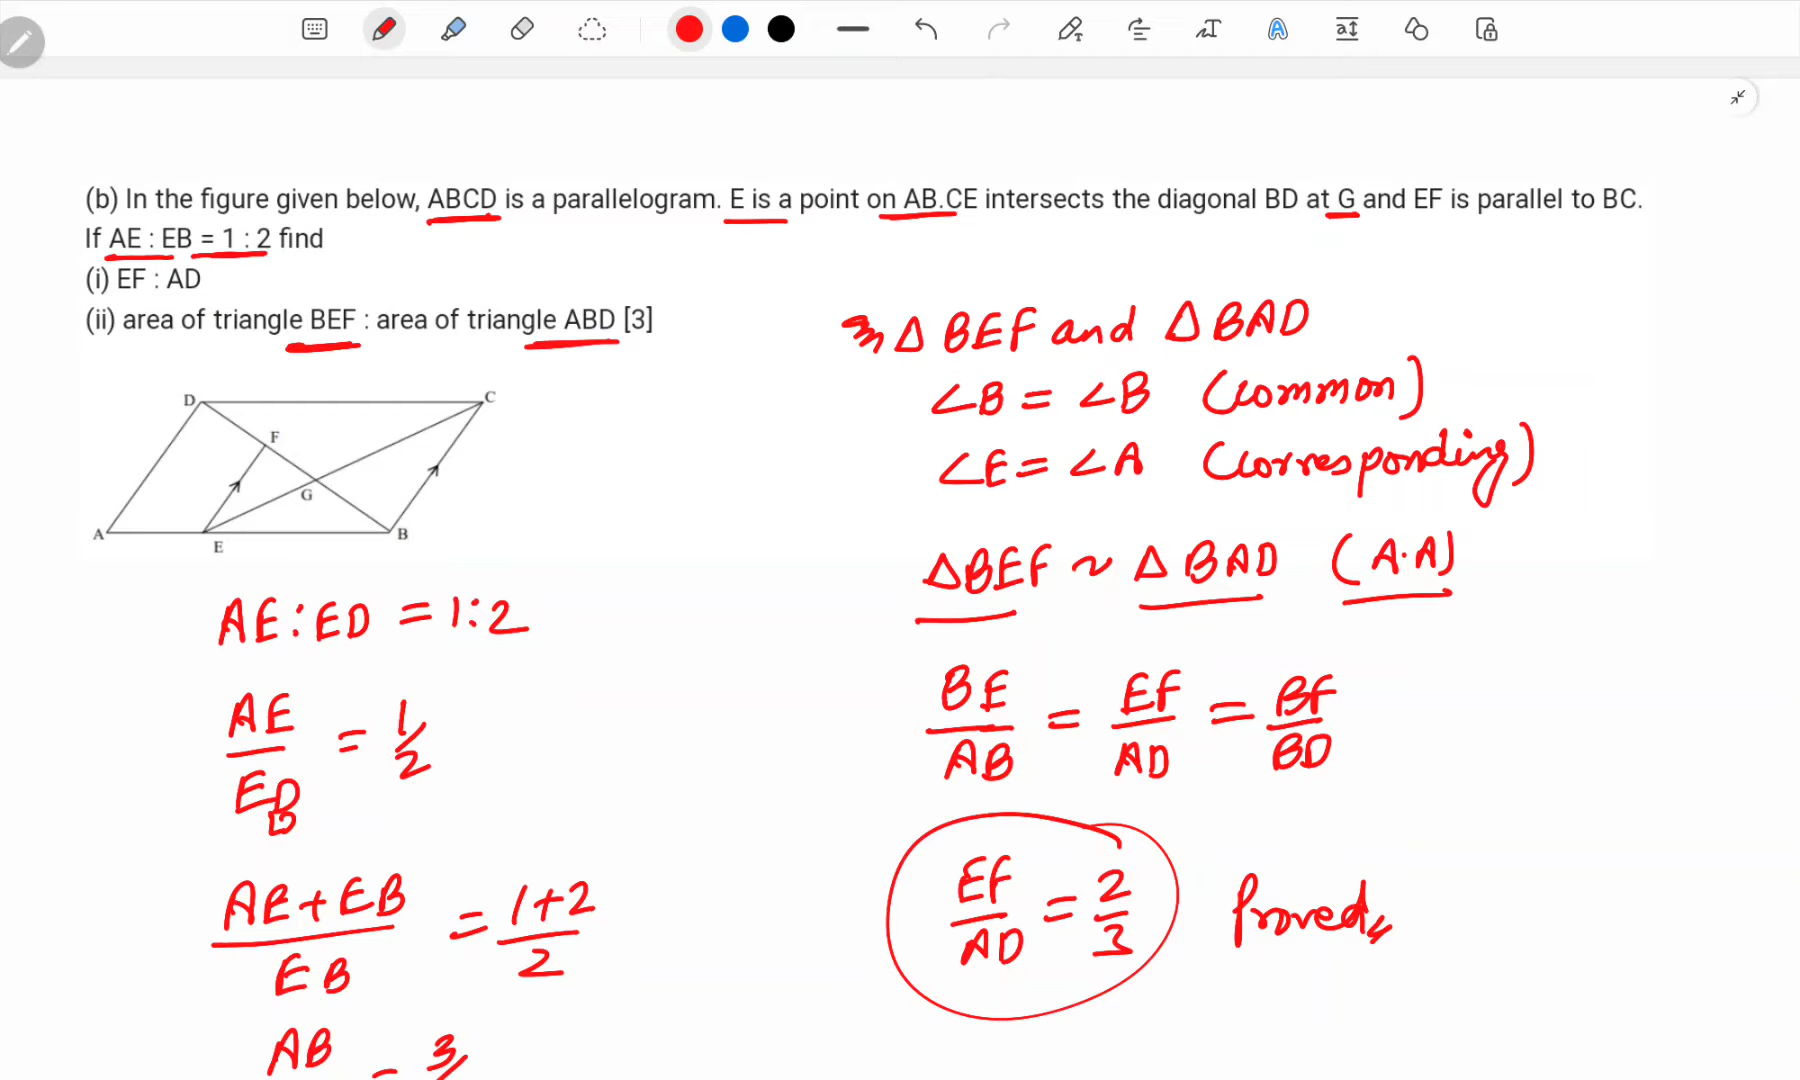 (b) In the figure given below, ABCD is a parallelogram. E is a point on AB.CE intersects the diagonal BD at G and EF is parallel to BC.
If AE : EB = 1 : 2 find
(i) EF : AD
(ii) area of triangle BEF : area of triangle ABD [3]
D
C
F
G
A
E
B
AE:ED = 1:2
AE/EB = 1/2
AE+EB/EB = 1+2/2
AB = 3
Δ BEF and Δ BAD
∠B = ∠B (common)
∠E = ∠A (corresponding)
ΔBEF ~ Δ BAD (A.A)
BE/AB = EF/AD = BF/BD
EF/AD = 2/3 Proved